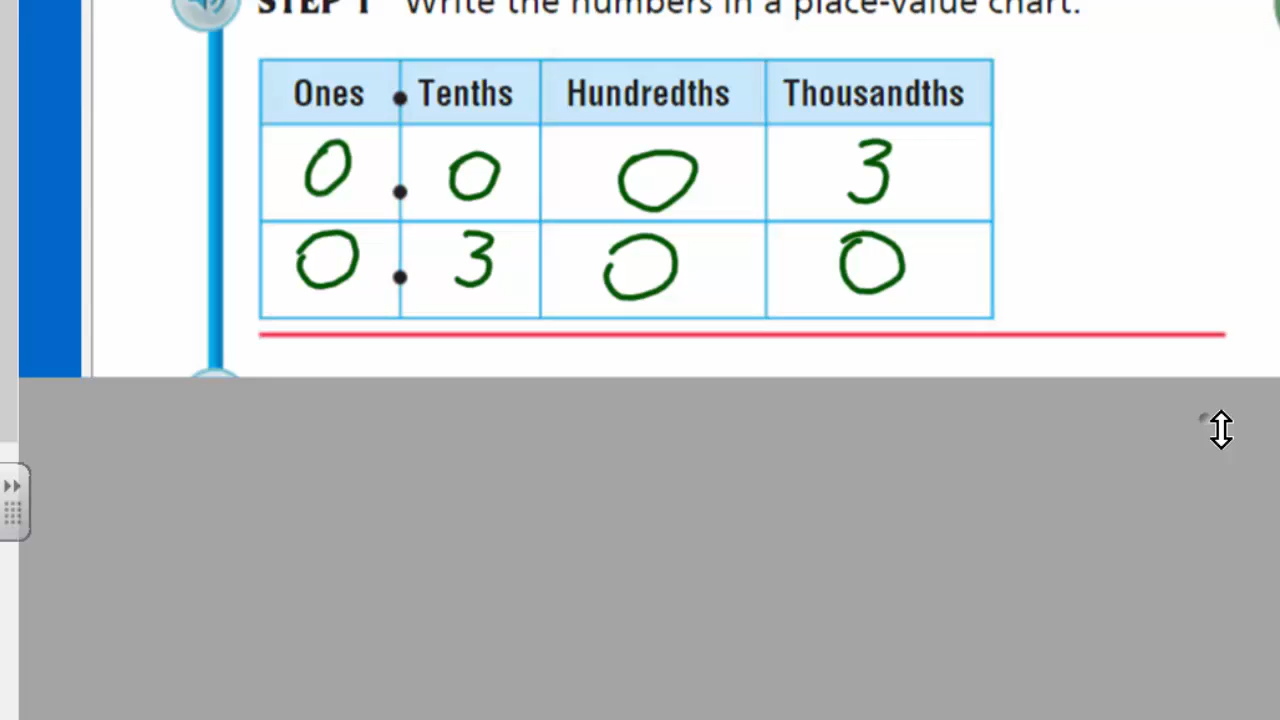 STEP 1 Write the numbers in a place-value chart.
Ones . Tenths Hundredths Thousandths
0 . 0 0 3
0 . 3 0 0